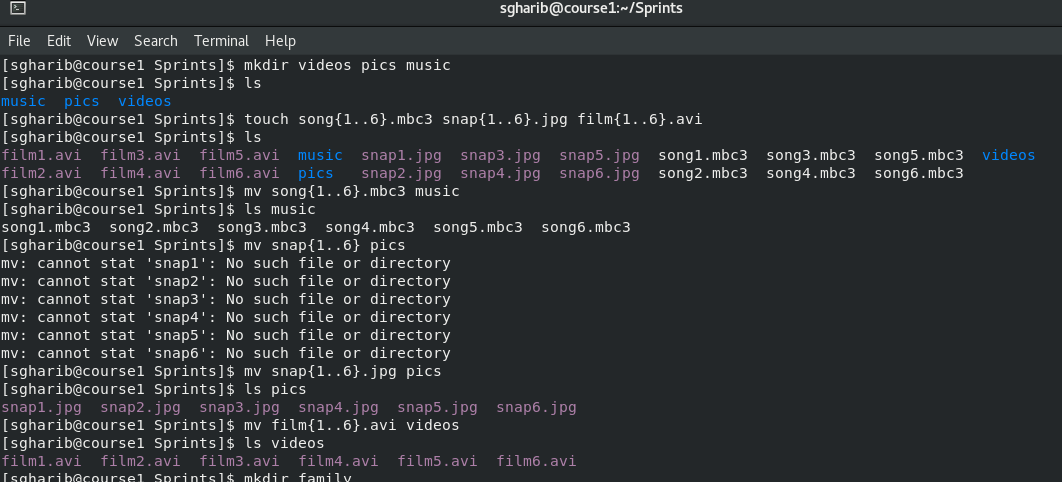 sgharib@course1:~/Sprints
File Edit View Search Terminal Help
[sgharib@course1 Sprints]$ mkdir videos pics music
[sgharib@course1 Sprints]$ ls
music pics videos
[sgharib@course1 Sprints]$ touch song{1..6}.mbc3 snap{1..6}.jpg film{1..6}.avi
[sgharib@course1 Sprints]$ ls
film1.avi film3.avi film5.avi music snap1.jpg snap3.jpg snap5.jpg song1.mbc3 song3.mbc3 song5.mbc3 videos
film2.avi film4.avi film6.avi pics snap2.jpg snap4.jpg snap6.jpg song2.mbc3 song4.mbc3 song6.mbc3
[sgharib@course1 Sprints]$ mv song{1..6}.mbc3 music
[sgharib@course1 Sprints]$ ls music
song1.mbc3 song2.mbc3 song3.mbc3 song4.mbc3 song5.mbc3 song6.mbc3
[sgharib@course1 Sprints]$ mv snap{1..6} pics
mv: cannot stat 'snap1': No such file or directory
mv: cannot stat 'snap2': No such file or directory
mv: cannot stat 'snap3': No such file or directory
mv: cannot stat 'snap4': No such file or directory
mv: cannot stat 'snap5': No such file or directory
mv: cannot stat 'snap6': No such file or directory
[sgharib@course1 Sprints]$ mv snap{1..6}.jpg pics
[sgharib@course1 Sprints]$ ls pics
snap1.jpg snap2.jpg snap3.jpg snap4.jpg snap5.jpg snap6.jpg
[sgharib@course1 Sprints]$ mv film{1..6}.avi videos
[sgharib@course1 Sprints]$ ls videos
film1.avi film2.avi film3.avi film4.avi film5.avi film6.avi
[sgharib@course1 Sprints]$ mkdir family